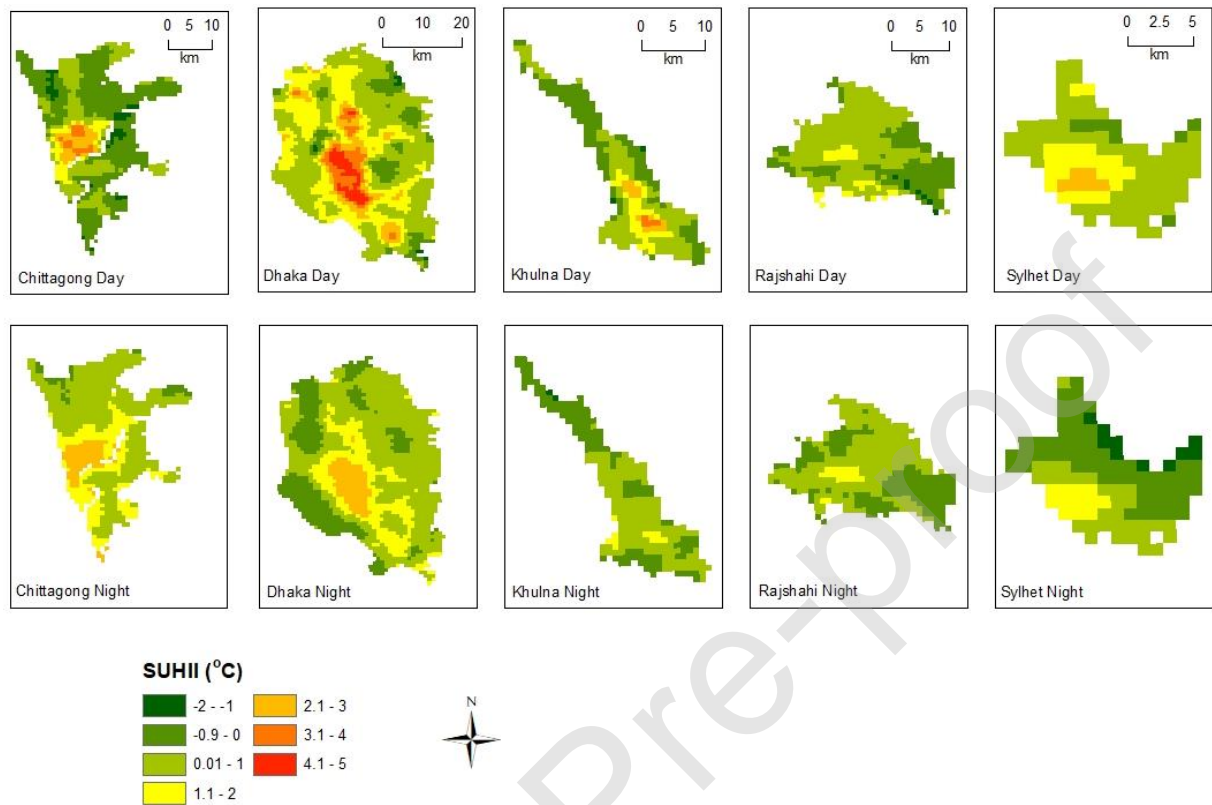 0 5 10
km
Chittagong Day
0 10 20
km
Dhaka Day
0 5 10
km
Khulna Day
0 5 10
km
Rajshahi Day
0 2.5 5
km
Sylhet Day
Chittagong Night
Dhaka Night
Khulna Night
Rajshahi Night
Sylhet Night
SUHII (°C)
-2 - -1
-0.9 - 0
0.01 - 1
1.1 - 2
2.1 - 3
3.1 - 4
4.1 - 5
N
Pre-proof